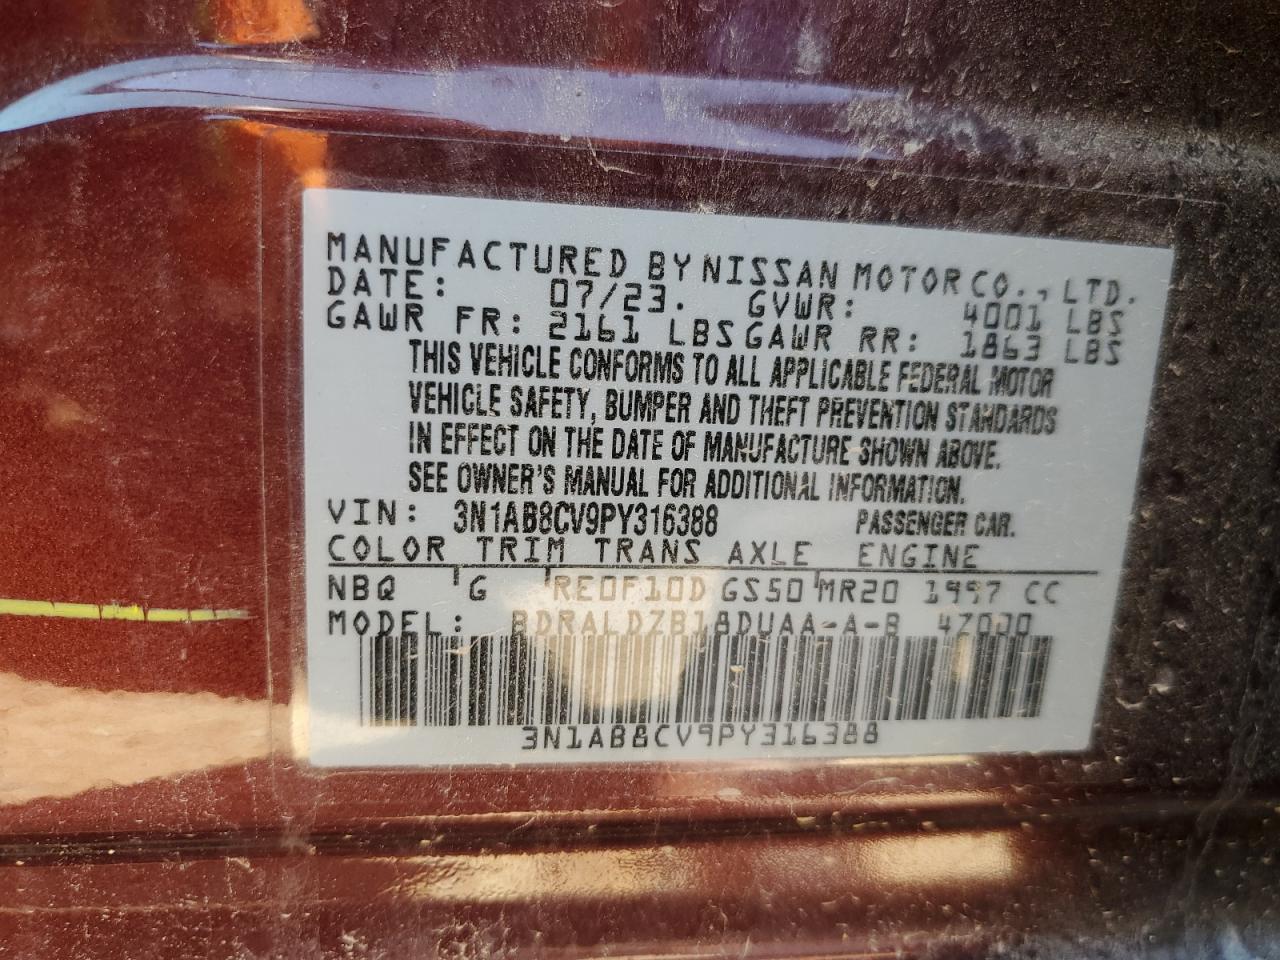 MANUFACTURED BY NISSAN MOTOR CO., LTD.
DATE: 07/23. GVWR: 4001 LBS
GAWR FR: 2161 LBS GAWR RR: 1863 LBS
THIS VEHICLE CONFORMS TO ALL APPLICABLE FEDERAL MOTOR
VEHICLE SAFETY, BUMPER AND THEFT PREVENTION STANDARDS
IN EFFECT ON THE DATE OF MANUFACTURE SHOWN ABOVE.
SEE OWNER'S MANUAL FOR ADDITIONAL INFORMATION.
VIN: 3N1AB8CV9PY316388 PASSENGER CAR.
COLOR TRIM TRANS AXLE ENGINE
NBQ G RE0F10D GS50 MR20 1997 CC
MODEL: BDRALDZB18DUAA-A-B 4Z000
3N1AB8CV9PY316388